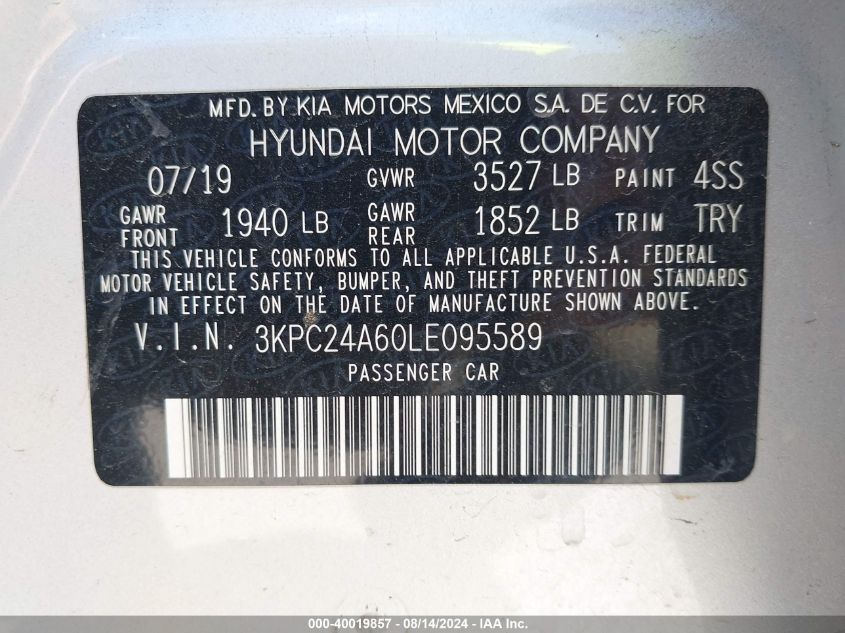 MFD. BY KIA MOTORS MEXICO S.A. DE C.V. FOR
HYUNDAI MOTOR COMPANY
07/19 GVWR 3527 LB PAINT 4SS
GAWR FRONT 1940 LB GAWR REAR 1852 LB TRIM TRY
THIS VEHICLE CONFORMS TO ALL APPLICABLE U.S.A. FEDERAL
MOTOR VEHICLE SAFETY, BUMPER, AND THEFT PREVENTION STANDARDS
IN EFFECT ON THE DATE OF MANUFACTURE SHOWN ABOVE.
V.I.N. 3KPC24A60LE095589
PASSENGER CAR
000-40019857 - 08/14/2024 - IAA Inc.